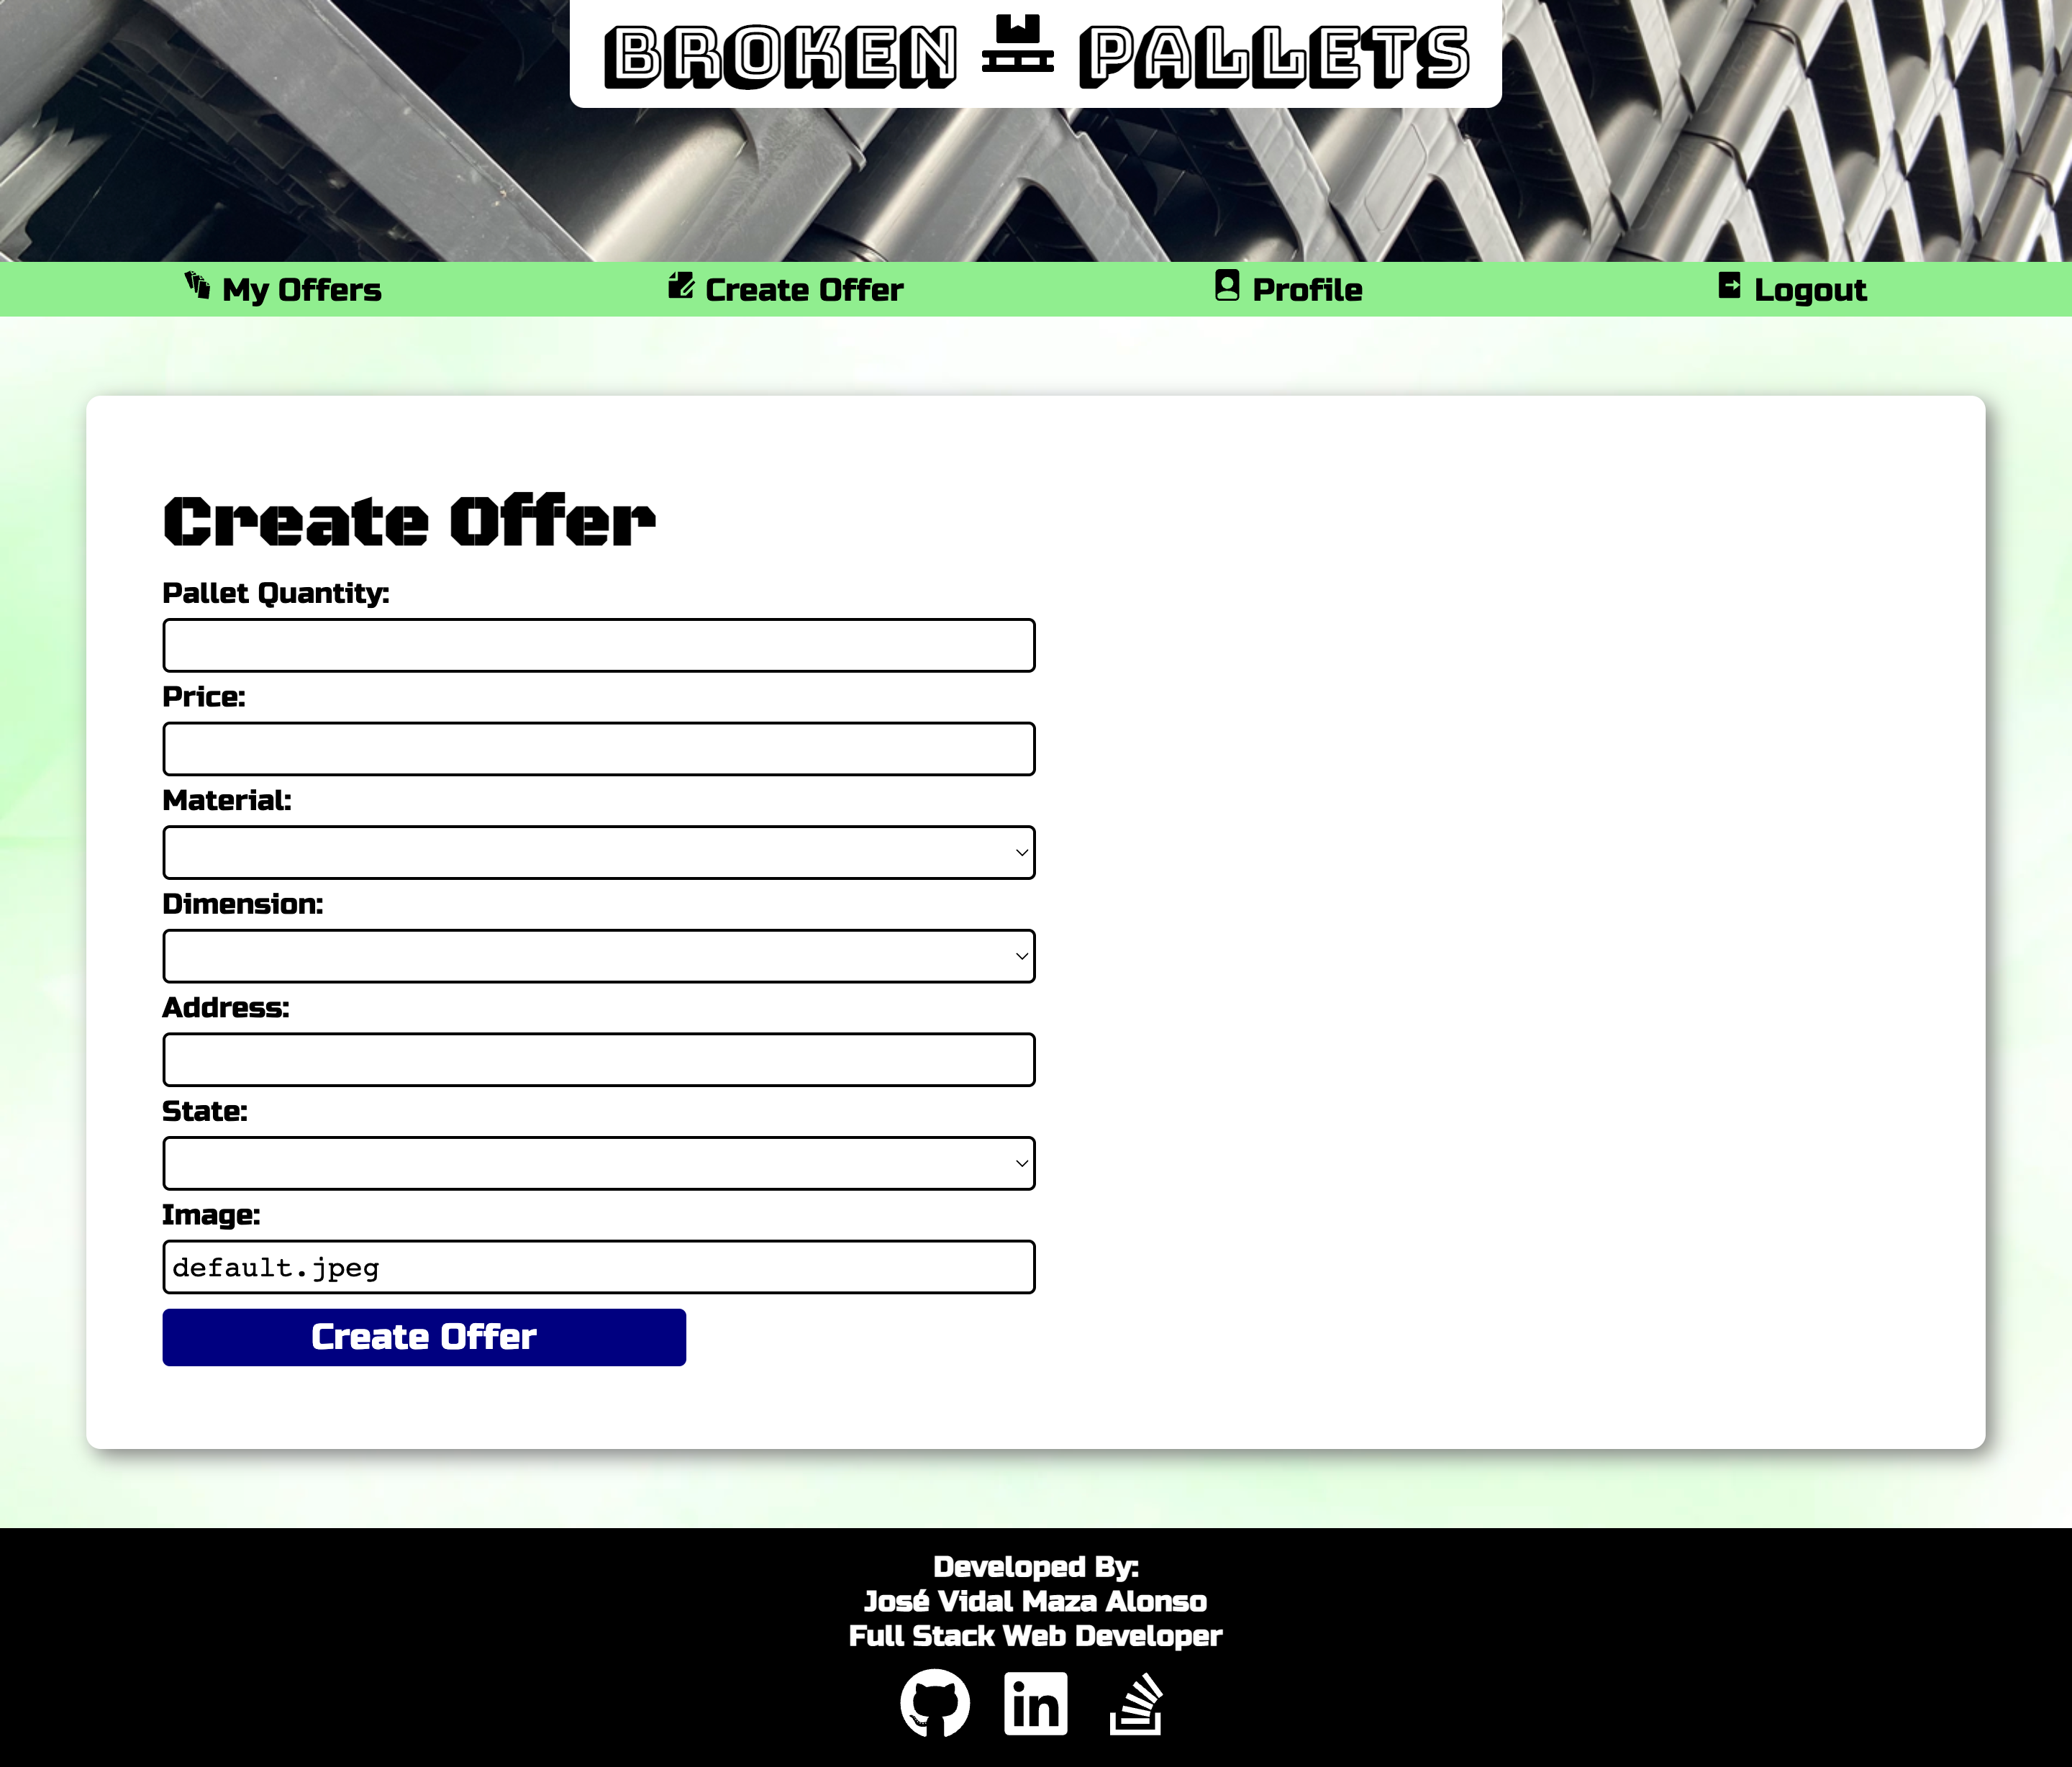 BROKEN PALLETS
My Offers
Create Offer
Profile
Logout
Create Offer
Pallet Quantity:
Price:
Material:
Dimension:
Address:
State:
Image:
default.jpeg
Create Offer
Developed By:
José Vidal Maza Alonso
Full Stack Web Developer
in